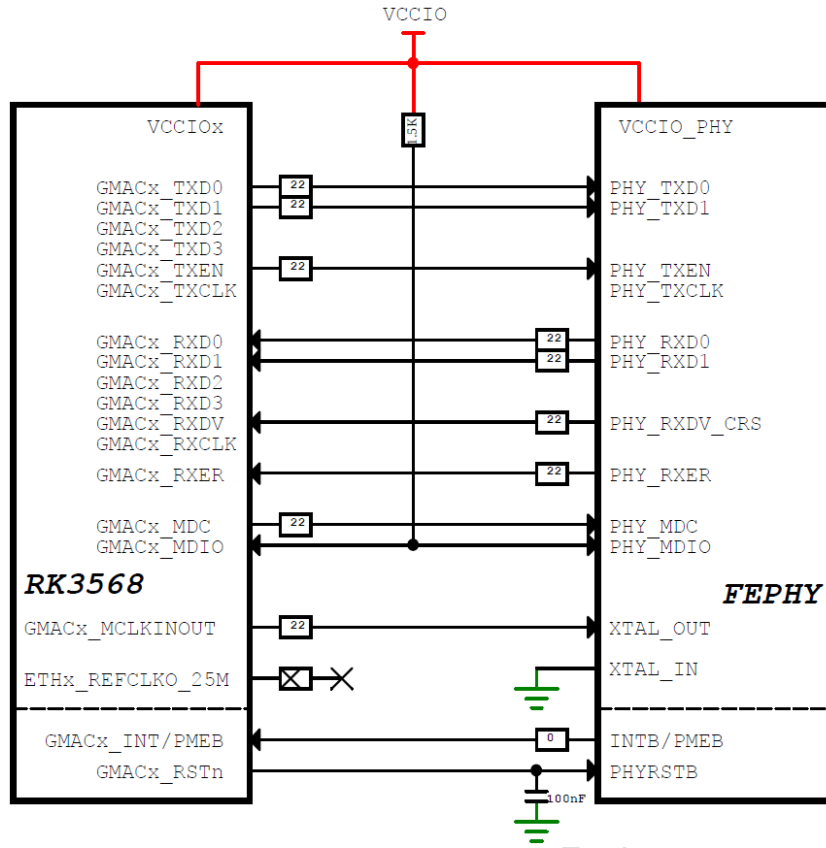 VCCIO
VCCIOx
1.5K
VCCIO_PHY
GMACx_TXD0 22 PHY_TXD0
GMACx_TXD1 22 PHY_TXD1
GMACx_TXD2
GMACx_TXD3
GMACx_TXEN 22 PHY_TXEN
GMACx_TXCLK PHY_TXCLK
GMACx_RXD0 22 PHY_RXD0
GMACx_RXD1 22 PHY_RXD1
GMACx_RXD2
GMACx_RXD3
GMACx_RXDV 22 PHY_RXDV_CRS
GMACx_RXCLK
GMACx_RXER 22 PHY_RXER
GMACx_MDC 22 PHY_MDC
GMACx_MDIO PHY_MDIO
RK3568 FEPHY
GMACx_MCLKINOUT 22 XTAL_OUT
ETHx_REFCLKO_25M XTAL_IN
GMACx_INT/PMEB 0 INTB/PMEB
GMACx_RSTn PHYRSTB
100nF